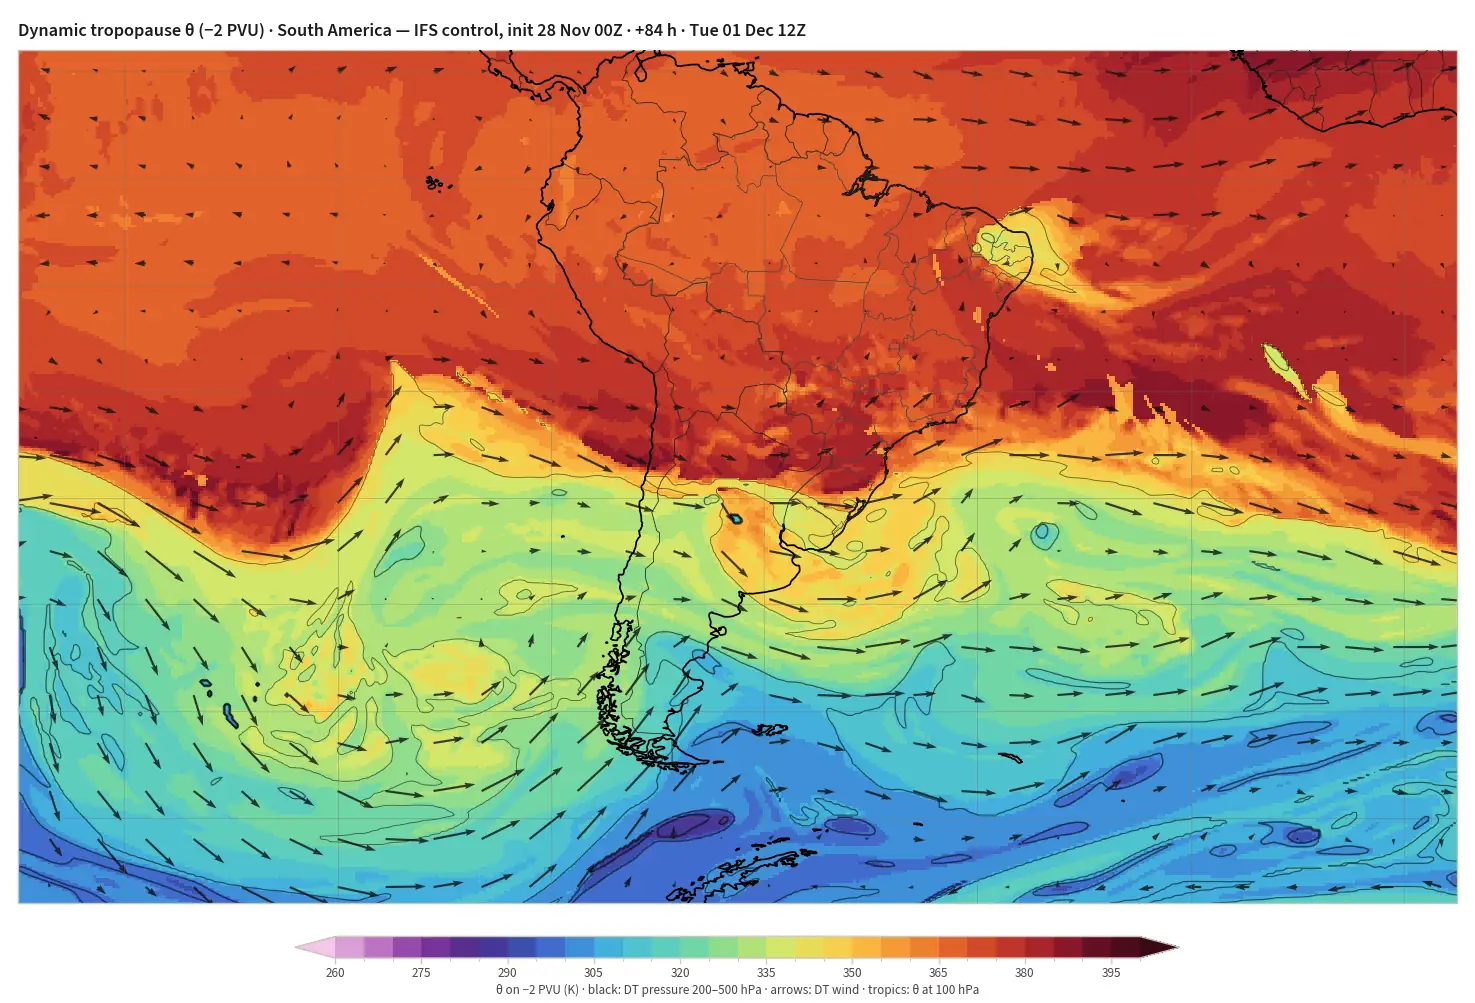 Dynamic tropopause θ (−2 PVU) · South America — IFS control, init 28 Nov 00Z · +84 h · Tue 01 Dec 12Z
260 275 290 305 320 335 350 365 380 395
θ on −2 PVU (K) · black: DT pressure 200–500 hPa · arrows: DT wind · tropics: θ at 100 hPa